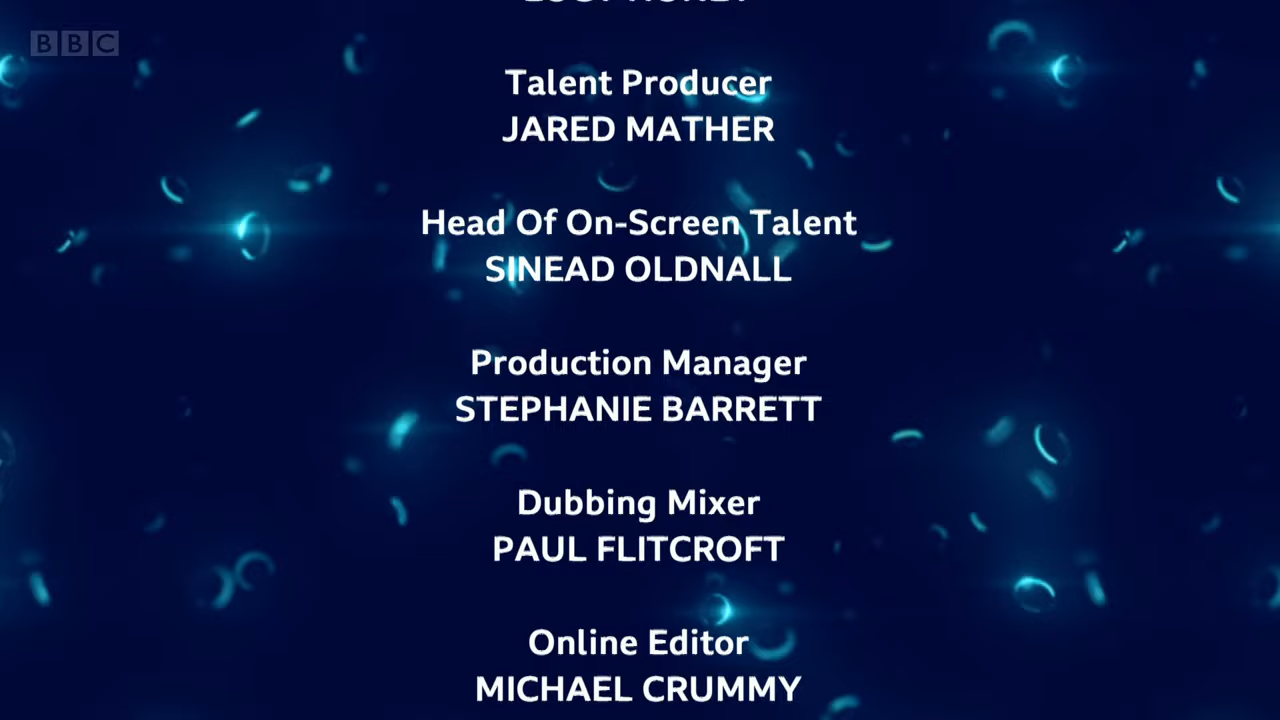 BBC
Talent Producer
JARED MATHER
Head Of On-Screen Talent
SINEAD OLDNALL
Production Manager
STEPHANIE BARRETT
Dubbing Mixer
PAUL FLITCROFT
Online Editor
MICHAEL CRUMMY